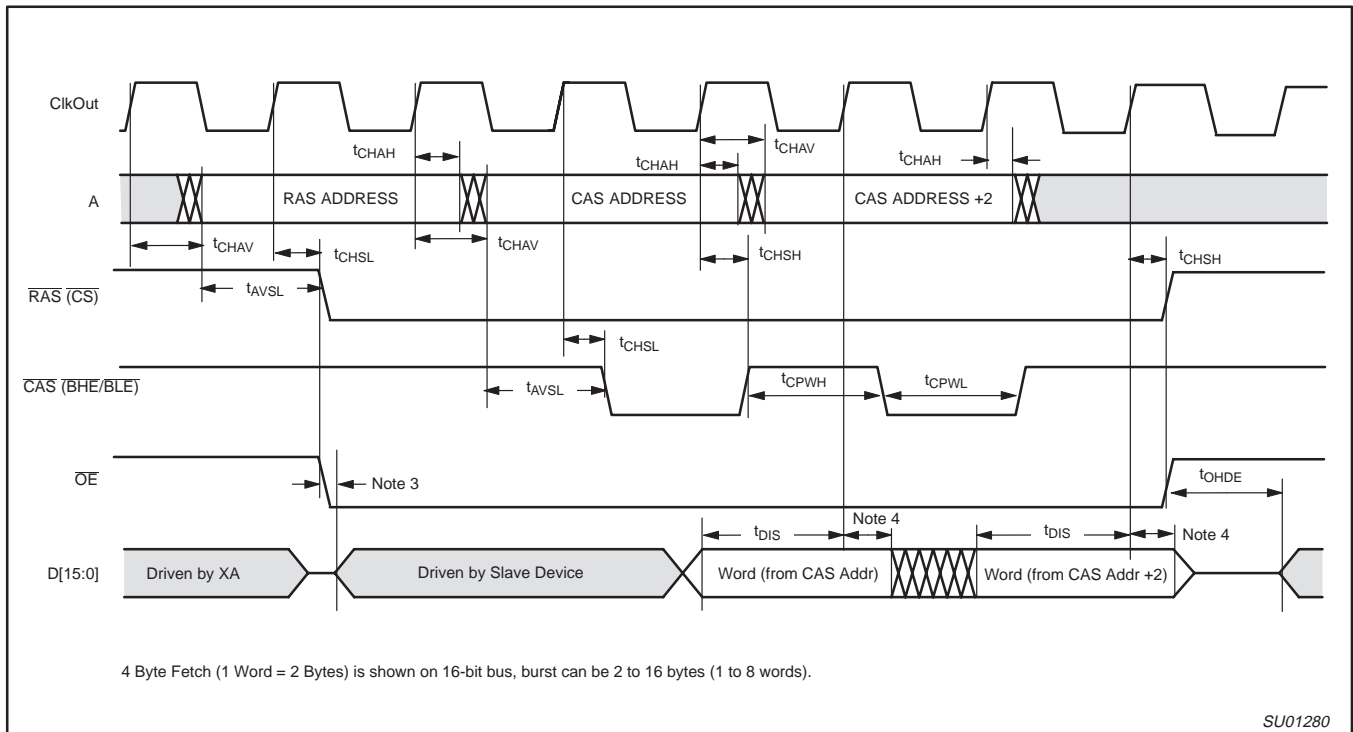 ClkOut
tCHAH
tCHAH
tCHAV
tCHAH
A
RAS ADDRESS
CAS ADDRESS
CAS ADDRESS +2
tCHAV
tCHSL
tCHAV
tCHSH
tCHSH
RAS (CS)
tAVSL
tCHSL
CAS (BHE/BLE)
tAVSL
tCPWH
tCPWL
OE
Note 3
tOHDE
tDIS
Note 4
tDIS
Note 4
D[15:0]
Driven by XA
Driven by Slave Device
Word (from CAS Addr)
Word (from CAS Addr +2)
4 Byte Fetch (1 Word = 2 Bytes) is shown on 16-bit bus, burst can be 2 to 16 bytes (1 to 8 words).
SU01280